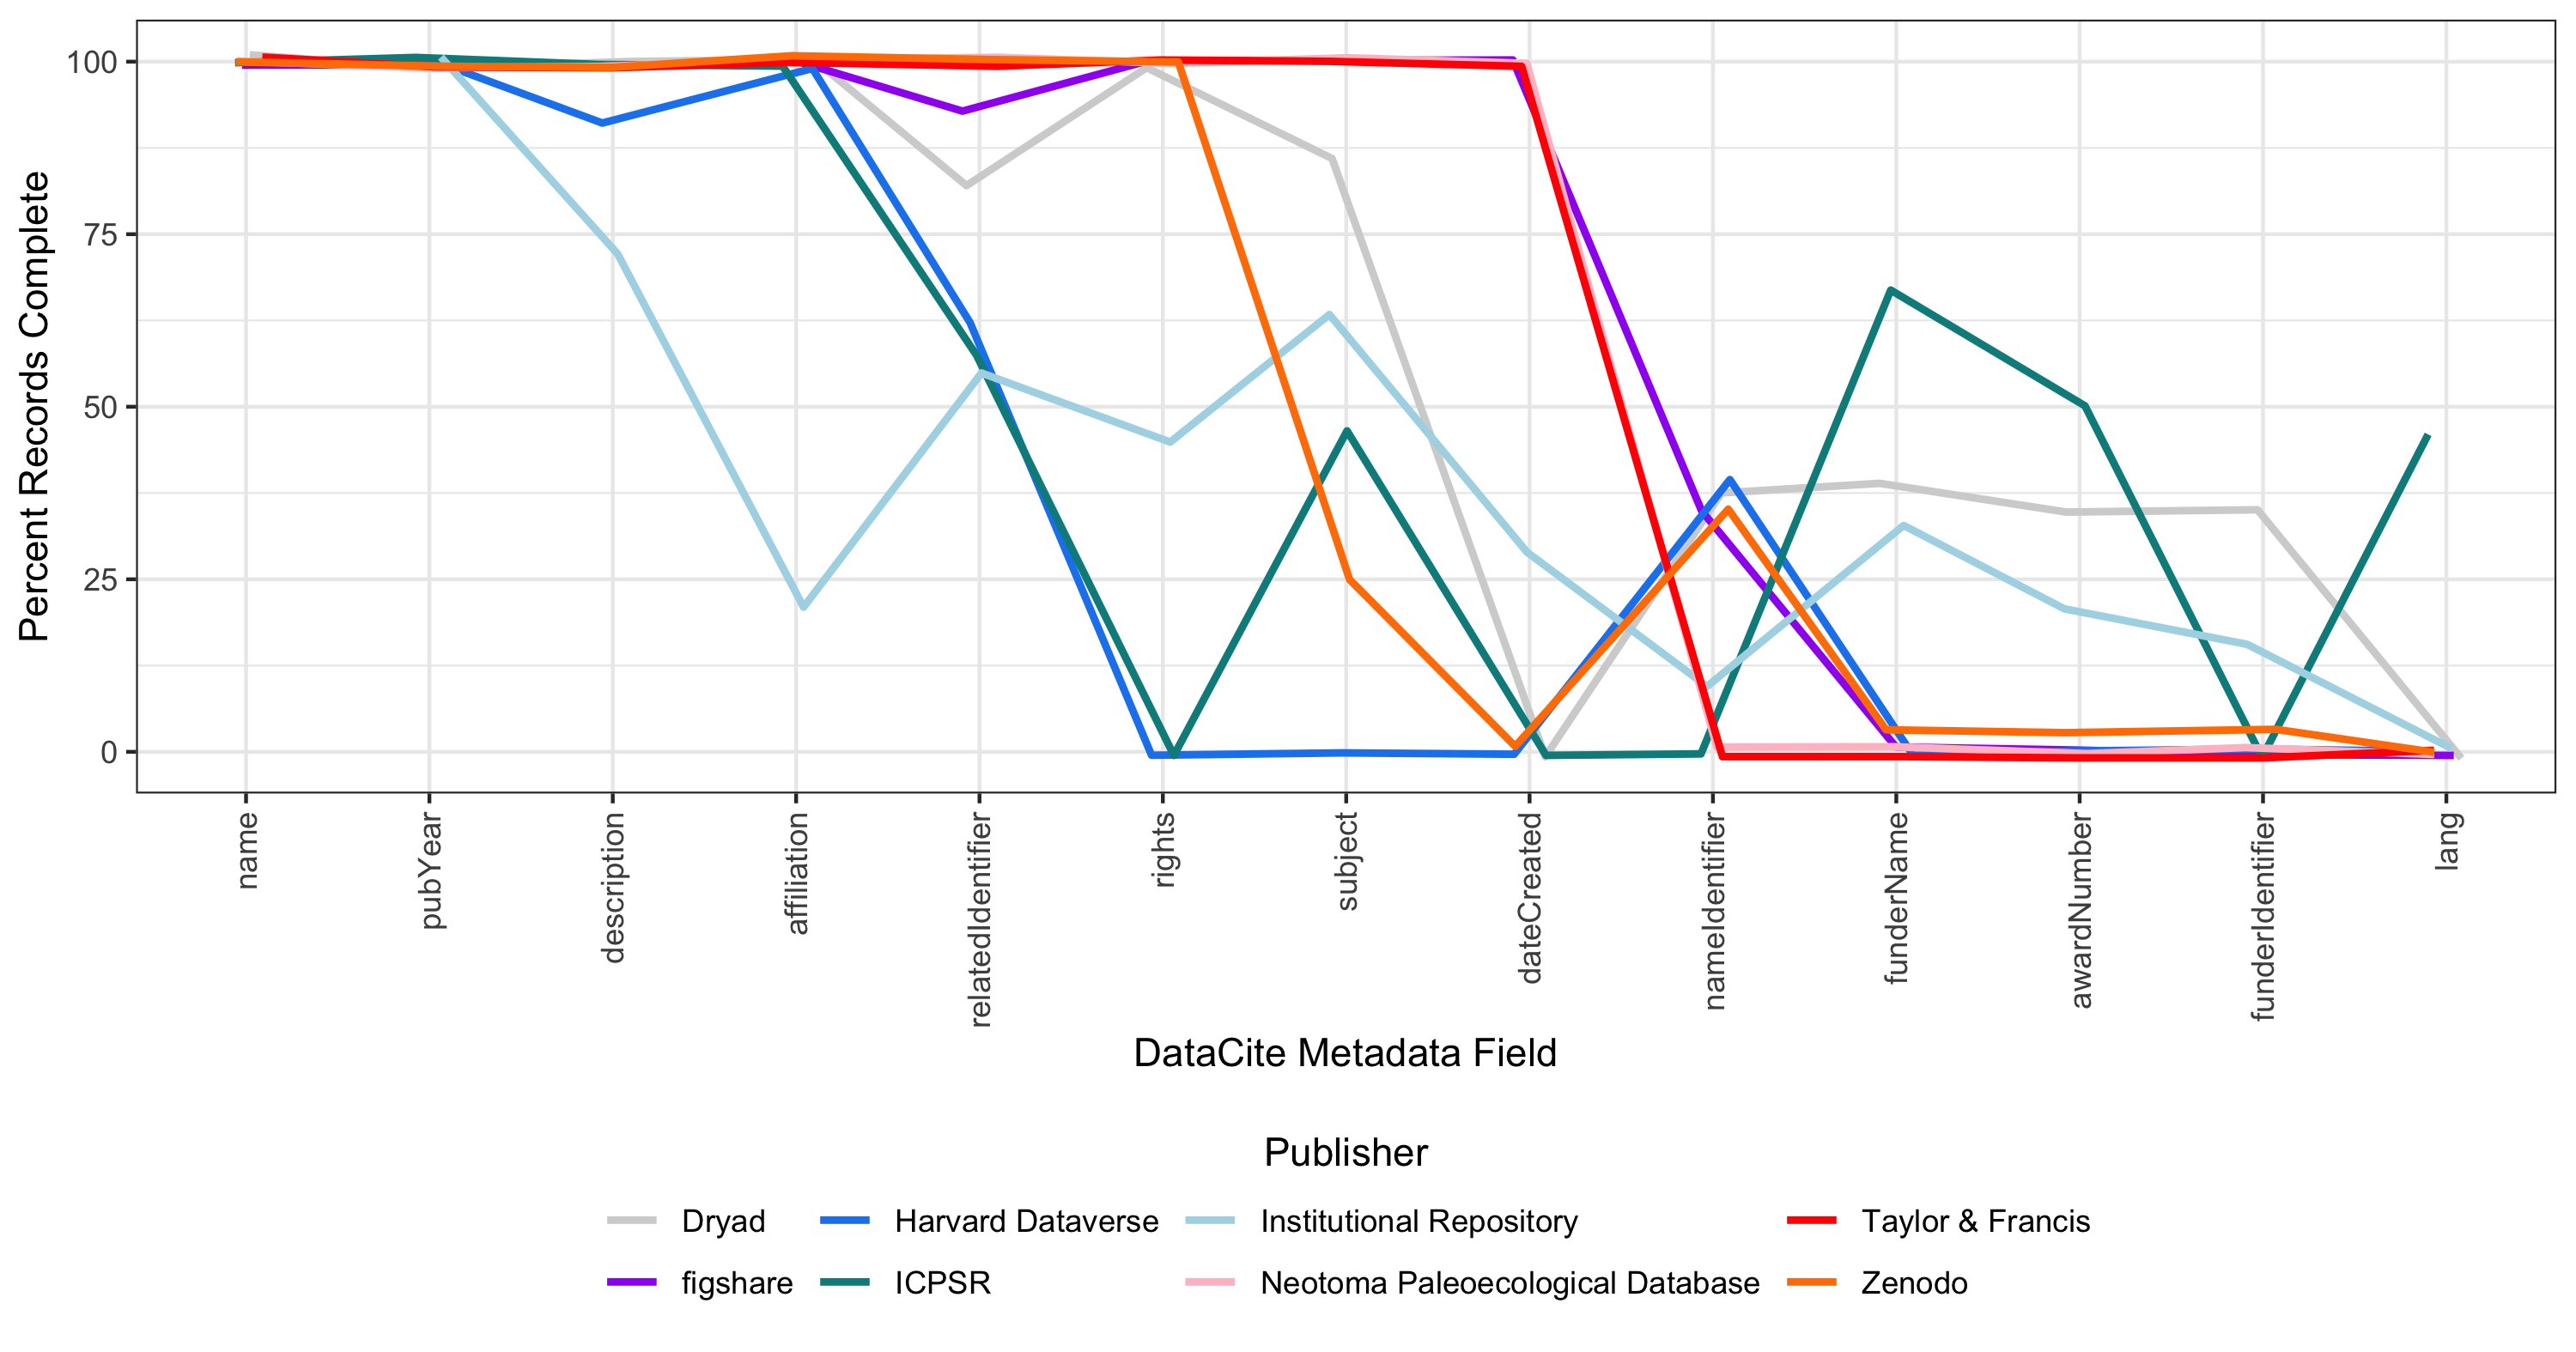 Percent Records Complete
100
75
50
25
0
name
pubYear
description
affiliation
relatedIdentifier
rights
subject
dateCreated
nameIdentifier
funderName
awardNumber
funderIdentifier
lang
DataCite Metadata Field
Publisher
Dryad
Harvard Dataverse
Institutional Repository
Taylor & Francis
figshare
ICPSR
Neotoma Paleoecological Database
Zenodo